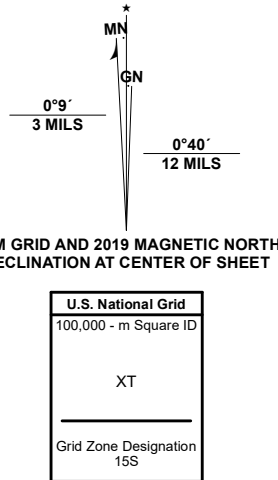 MN
GN
0°9´
3 MILS
0°40´
12 MILS
M GRID AND 2019 MAGNETIC NORTH
ECLINATION AT CENTER OF SHEET
U.S. National Grid
100,000 - m Square ID
XT
Grid Zone Designation
15S